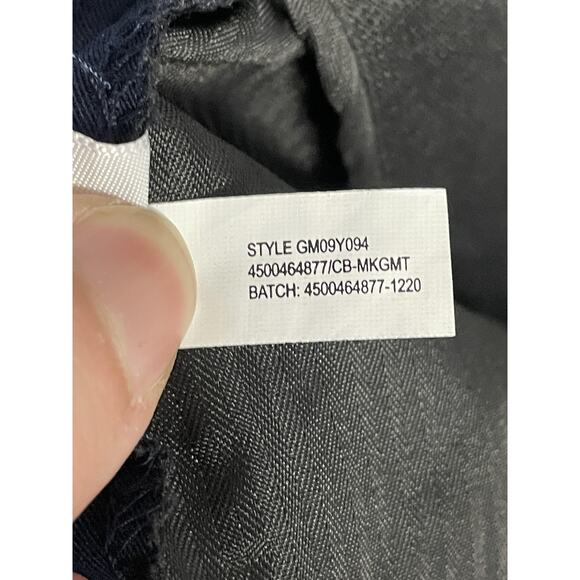 STYLE GM09Y094
4500464877/CB-MKGMT
BATCH: 4500464877-1220